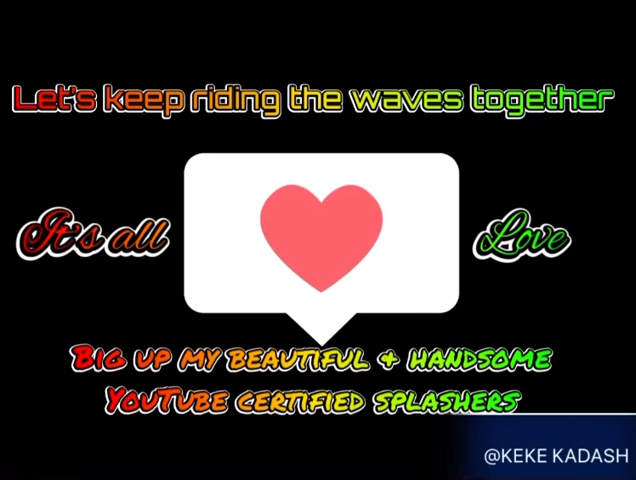 Let's keep riding the waves together
It's all
Love
Big up my beautiful & handsome
YouTube certified splashers
@KEKE KADASH